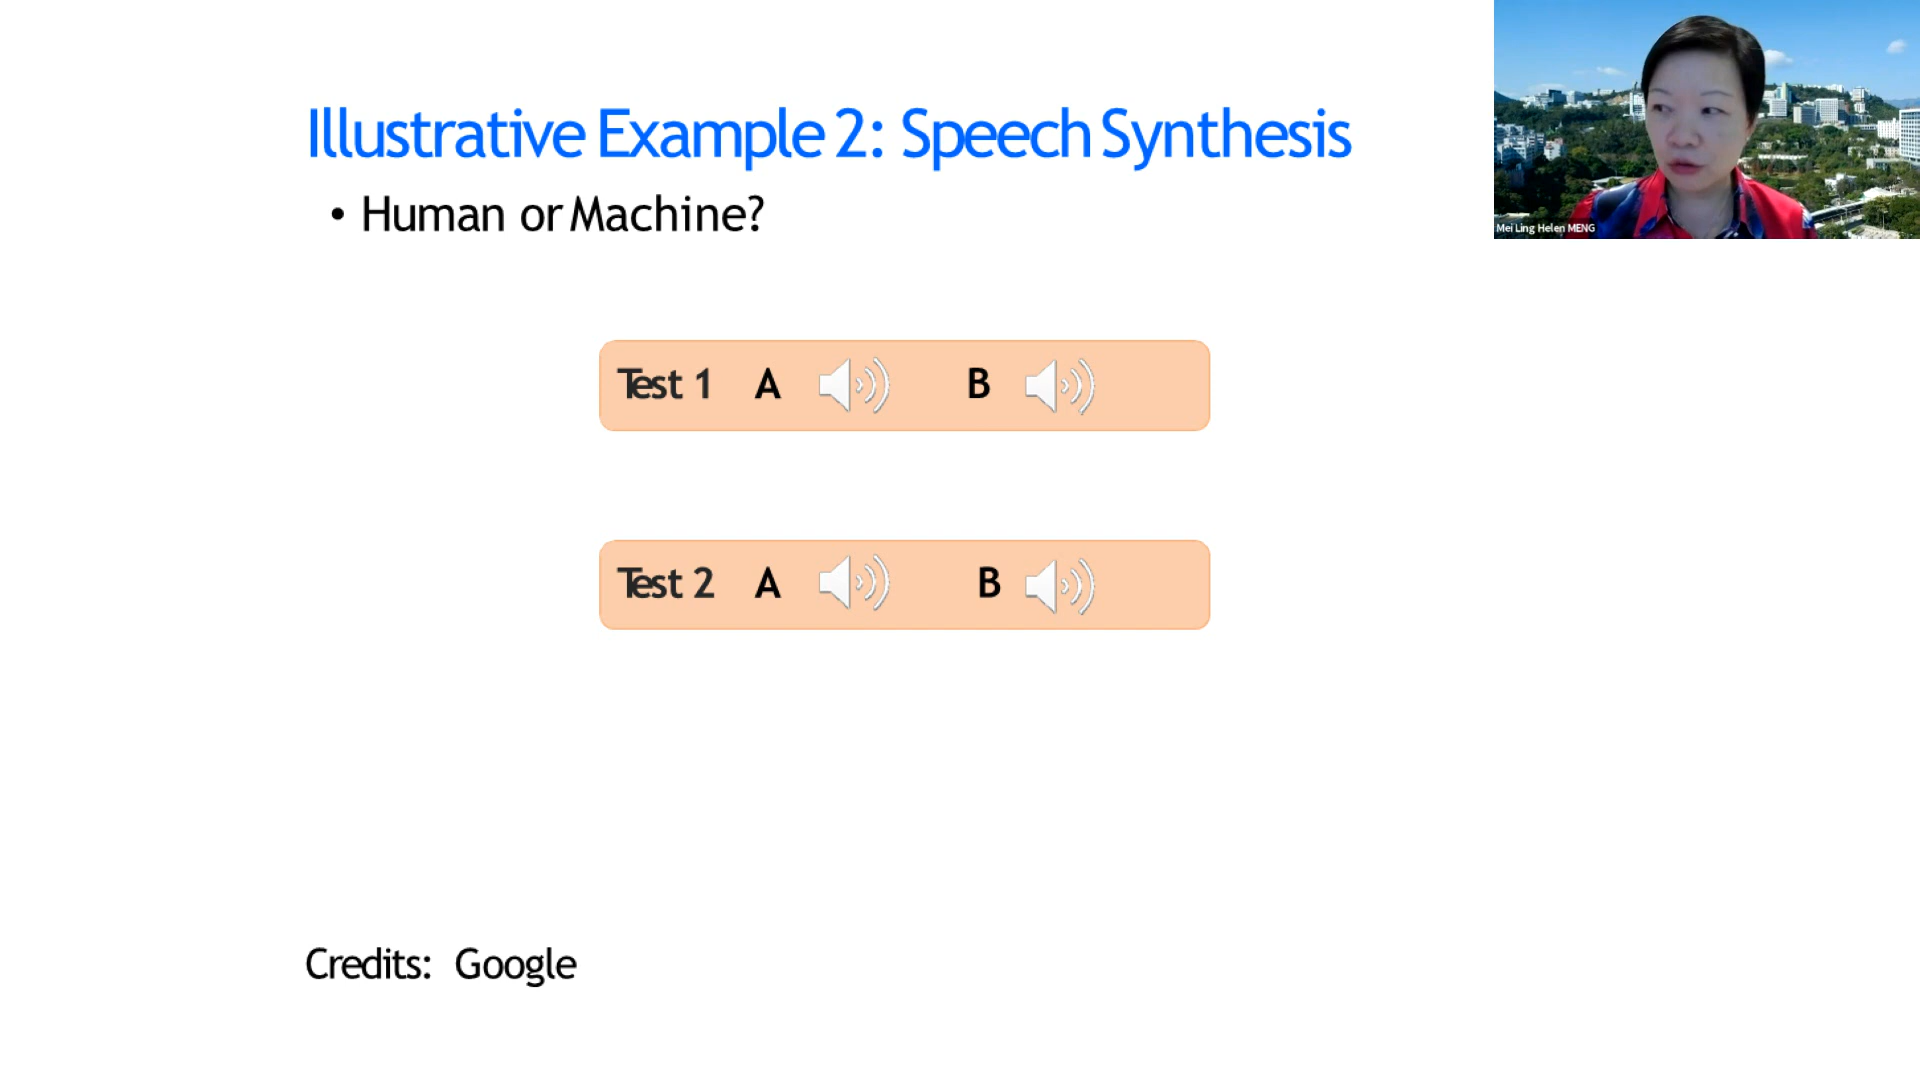 Illustrative Example 2: Speech Synthesis
• Human or Machine?
Mei Ling Helen MENG
Test 1 A B
Test 2 A B
Credits: Google